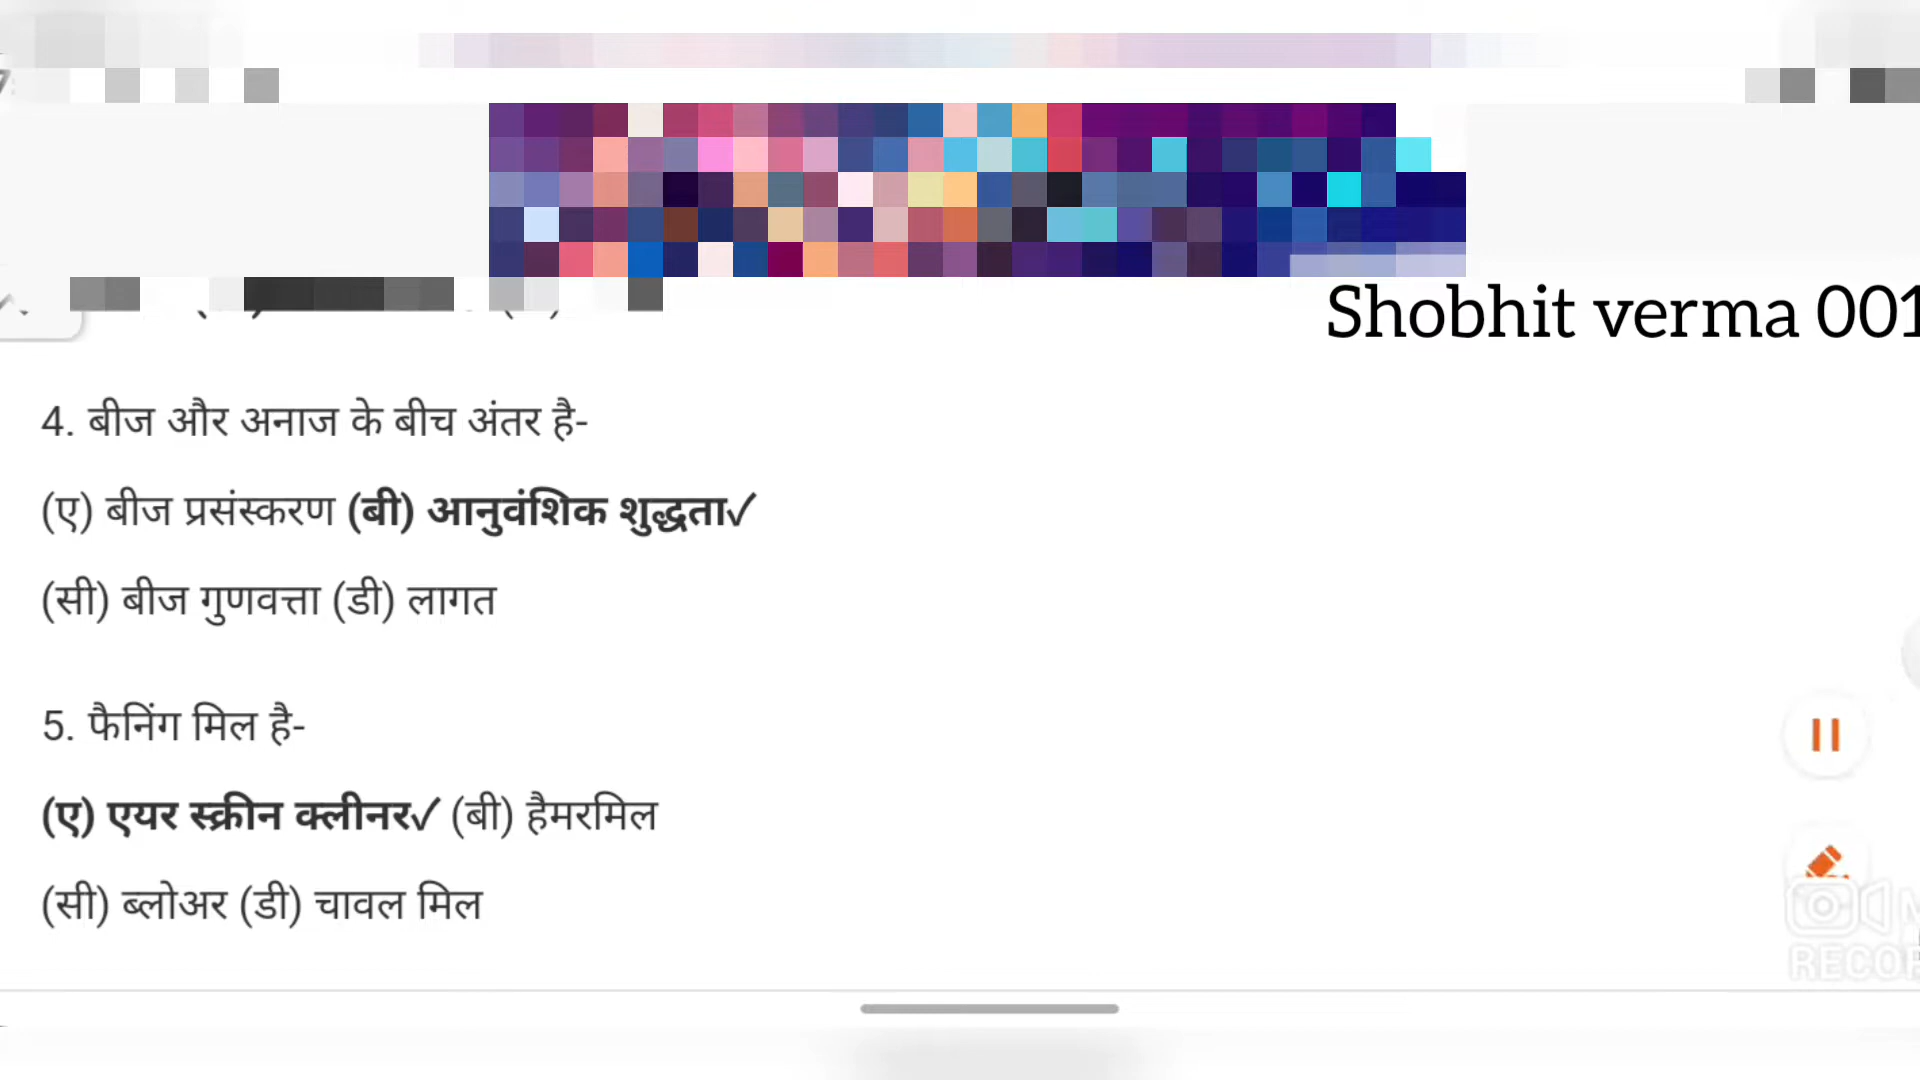 Shobhit verma 001
4. बीज और अनाज के बीच अंतर है-
(ए) बीज प्रसंस्करण (बी) आनुवंशिक शुद्धता✓
(सी) बीज गुणवत्ता (डी) लागत
5. फैनिंग मिल है-
(ए) एयर स्क्रीन क्लीनर✓ (बी) हैमरमिल
(सी) ब्लोअर (डी) चावल मिल